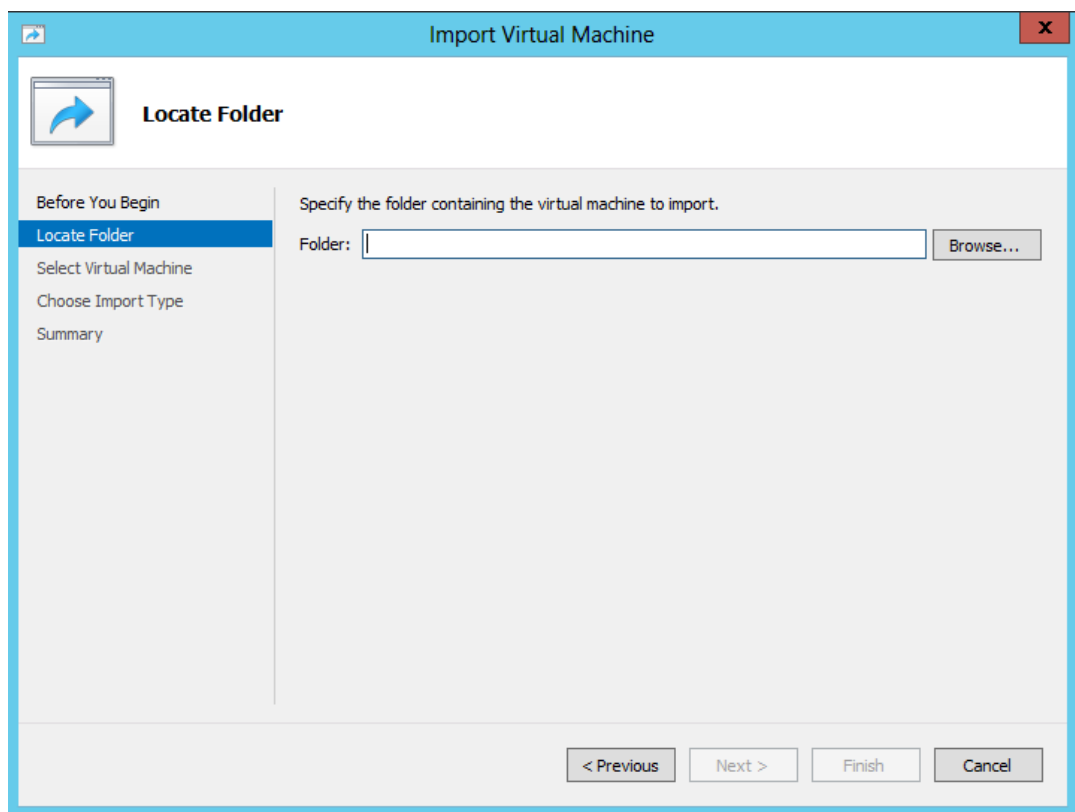 Import Virtual Machine
x
Locate Folder
Before You Begin
Locate Folder
Select Virtual Machine
Choose Import Type
Summary
Specify the folder containing the virtual machine to import.
Folder: Browse...
< Previous Next > Finish Cancel